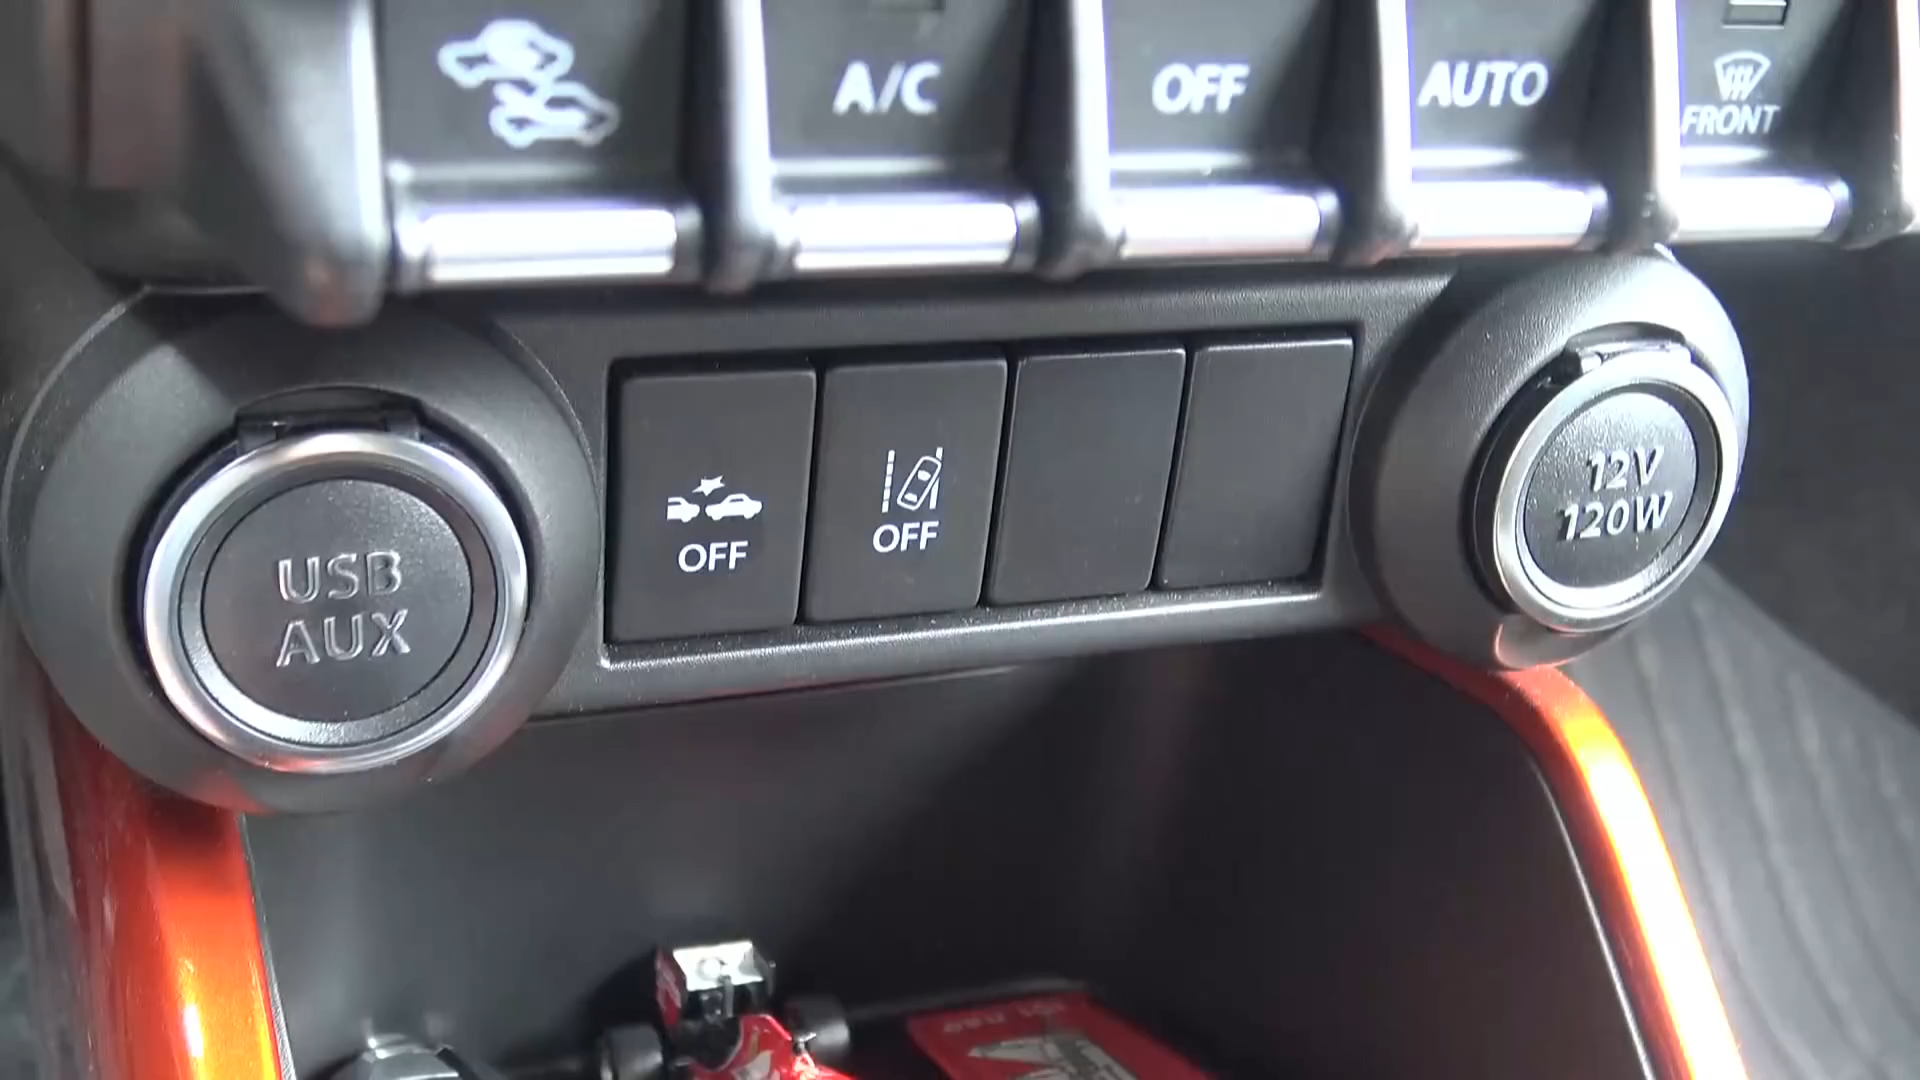 A/C
OFF
AUTO
FRONT
USB
AUX
OFF
OFF
12V
120W